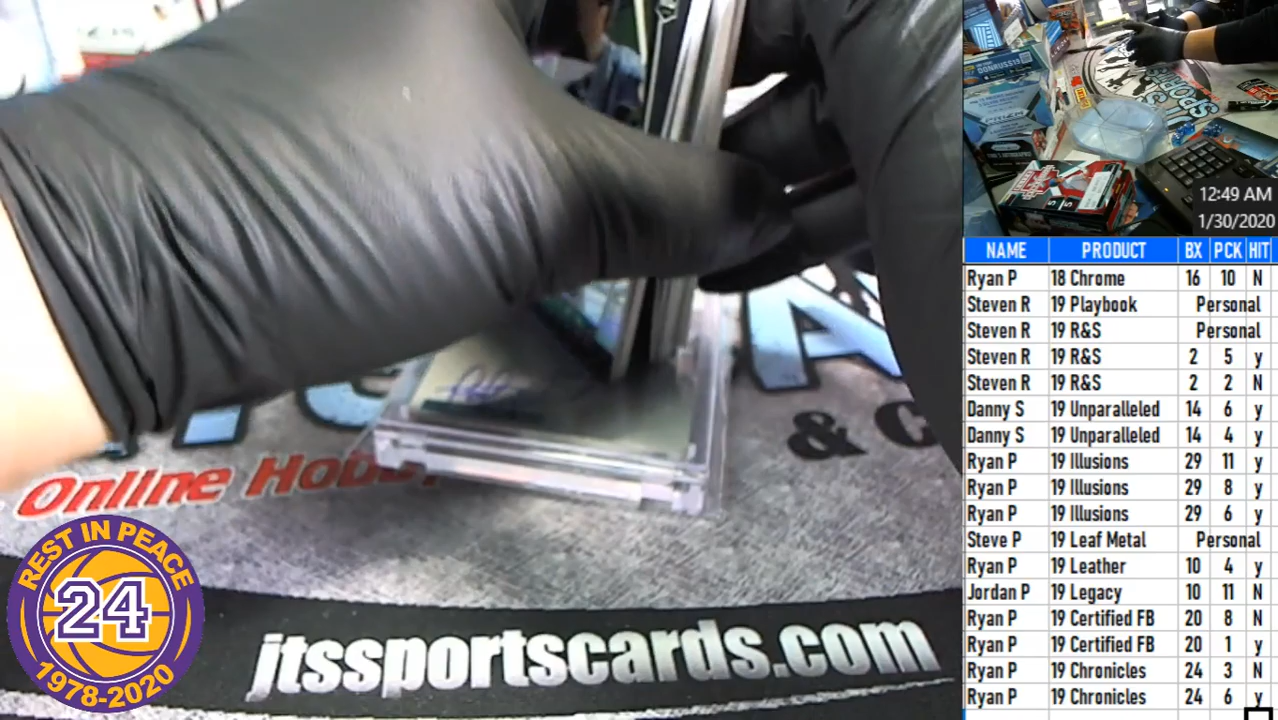 & C
Online Hob
REST IN PEACE
24
1978-2020
jtssportscards.com
DONRUSS
SPORTS
12:49 AM
1/30/2020
NAME PRODUCT BX PCK HIT
Ryan P 18 Chrome 16 10 N
Steven R 19 Playbook Personal
Steven R 19 R&S Personal
Steven R 19 R&S 2 5 y
Steven R 19 R&S 2 2 N
Danny S 19 Unparalleled 14 6 y
Danny S 19 Unparalleled 14 4 y
Ryan P 19 Illusions 29 11 y
Ryan P 19 Illusions 29 8 y
Ryan P 19 Illusions 29 6 y
Steve P 19 Leaf Metal Personal
Ryan P 19 Leather 10 4 y
Jordan P 19 Legacy 10 11 N
Ryan P 19 Certified FB 20 8 N
Ryan P 19 Certified FB 20 1 y
Ryan P 19 Chronicles 24 3 N
Ryan P 19 Chronicles 24 6 y